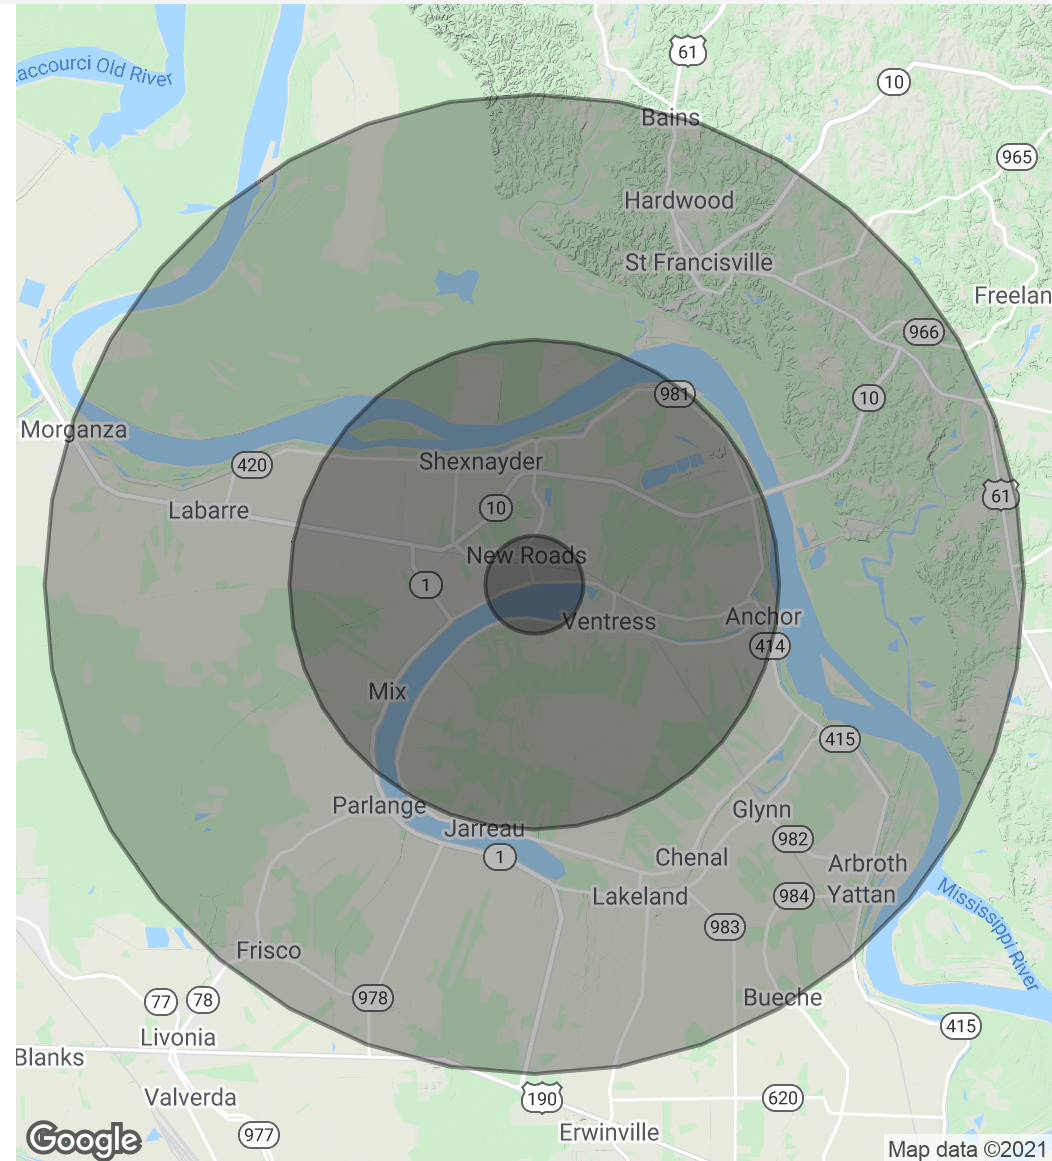 61
10
accourci Old River
Bains
965
Hardwood
St Francisville
Freelan
966
981
10
Morganza
Shexnayder
420
61
10
Labarre
New Roads
1
Anchor
Ventress
414
Mix
415
Parlange
Glynn
Jarreau
982
1
Chenal
Arbroth
984
Yattan
Lakeland
983
Mississippi River
Frisco
978
Bueche
77
78
415
Livonia
Blanks
Valverda
190
620
977
Erwinville
Google
Map data ©2021